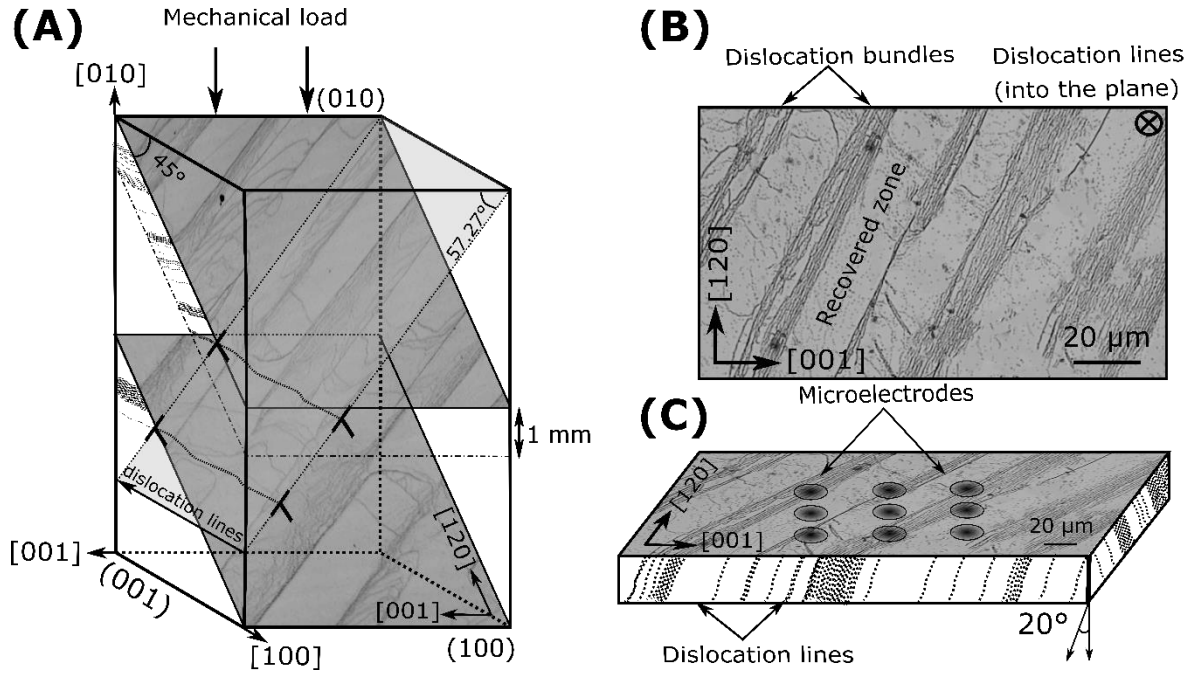 (A)
Mechanical load
[010]
(010)
45°
57.27°
1 mm
dislocation lines
[120]
[001]
[001]
(001)
[100]
(100)
(B)
Dislocation bundles
Dislocation lines
(into the plane)
Recovered zone
[120]
[001]
20 µm
Microelectrodes
(C)
[120]
[001]
20 µm
20°
Dislocation lines